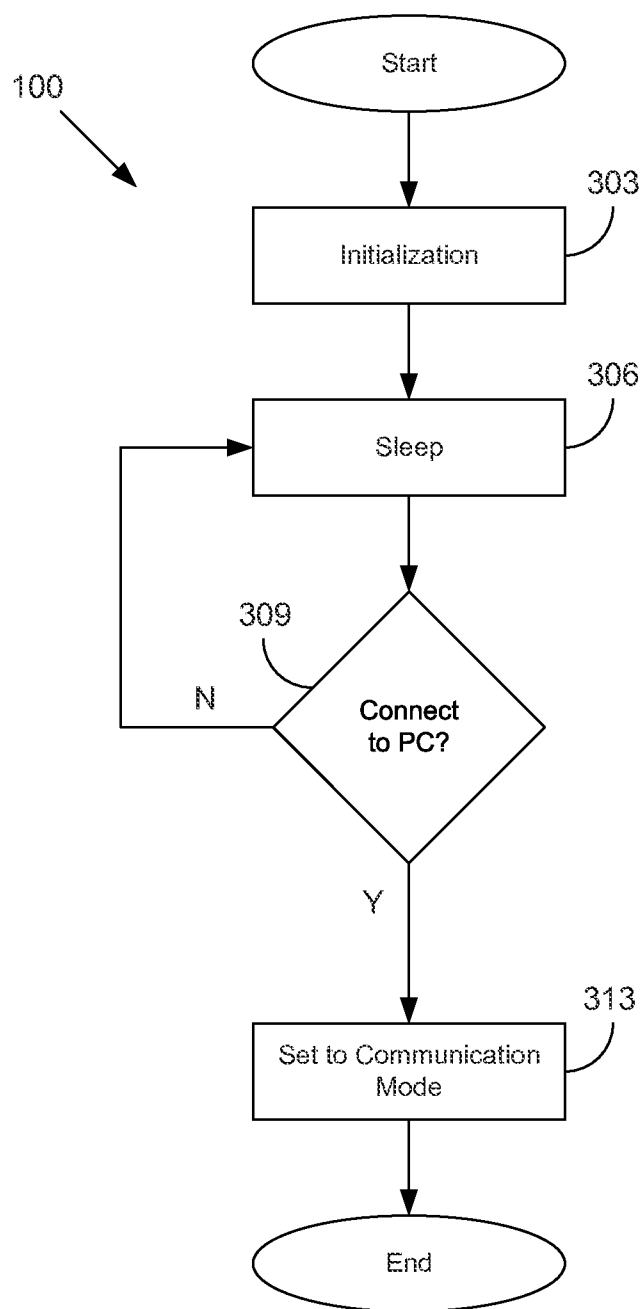 Start
100
303
Initialization
306
Sleep
309
N
Connect
to PC?
Y
313
Set to Communication
Mode
End